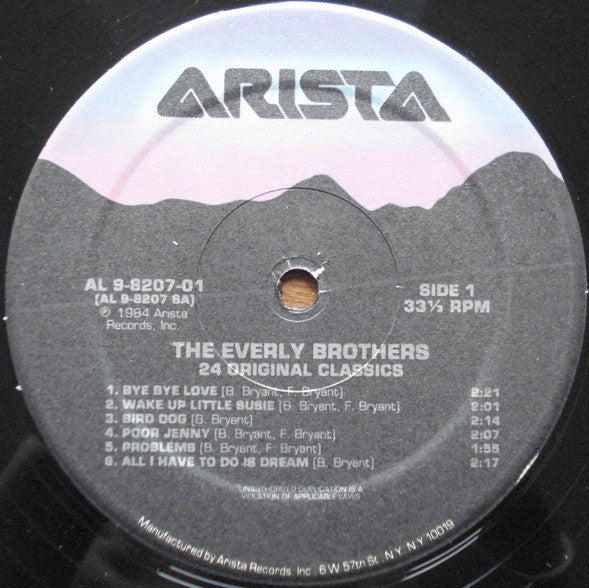 ARISTA
AL 9-8207-01
(AL 9-8207 SA)
℗ 1984 Arista
Records, Inc.
SIDE 1
33⅓ RPM
THE EVERLY BROTHERS
24 ORIGINAL CLASSICS
1. BYE BYE LOVE (B. Bryant, F. Bryant) 2:21
2. WAKE UP LITTLE SUSIE (B. Bryant, F. Bryant) 2:01
3. BIRD DOG (B. Bryant) 2:14
4. POOR JENNY (B. Bryant, F. Bryant) 2:07
5. PROBLEMS (B. Bryant, F. Bryant) 1:55
6. ALL I HAVE TO DO IS DREAM (B. Bryant) 2:17
UNAUTHORIZED DUPLICATION IS A
VIOLATION OF APPLICABLE LAWS
Manufactured by Arista Records, Inc. 6 W 57th St., N.Y., N.Y. 10019